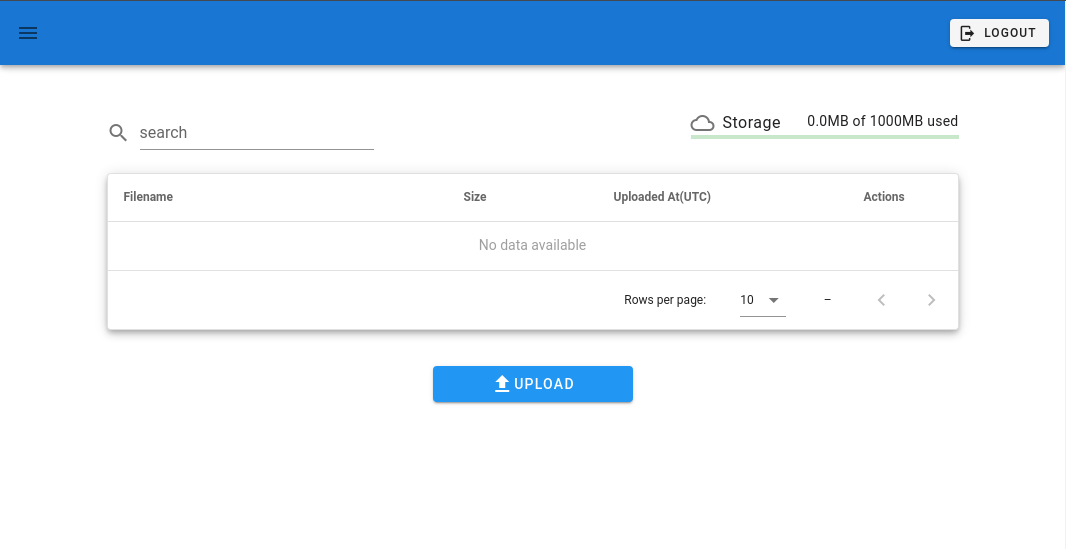 LOGOUT
search
Storage 0.0MB of 1000MB used
Filename Size Uploaded At(UTC) Actions
No data available
Rows per page: 10 –
UPLOAD